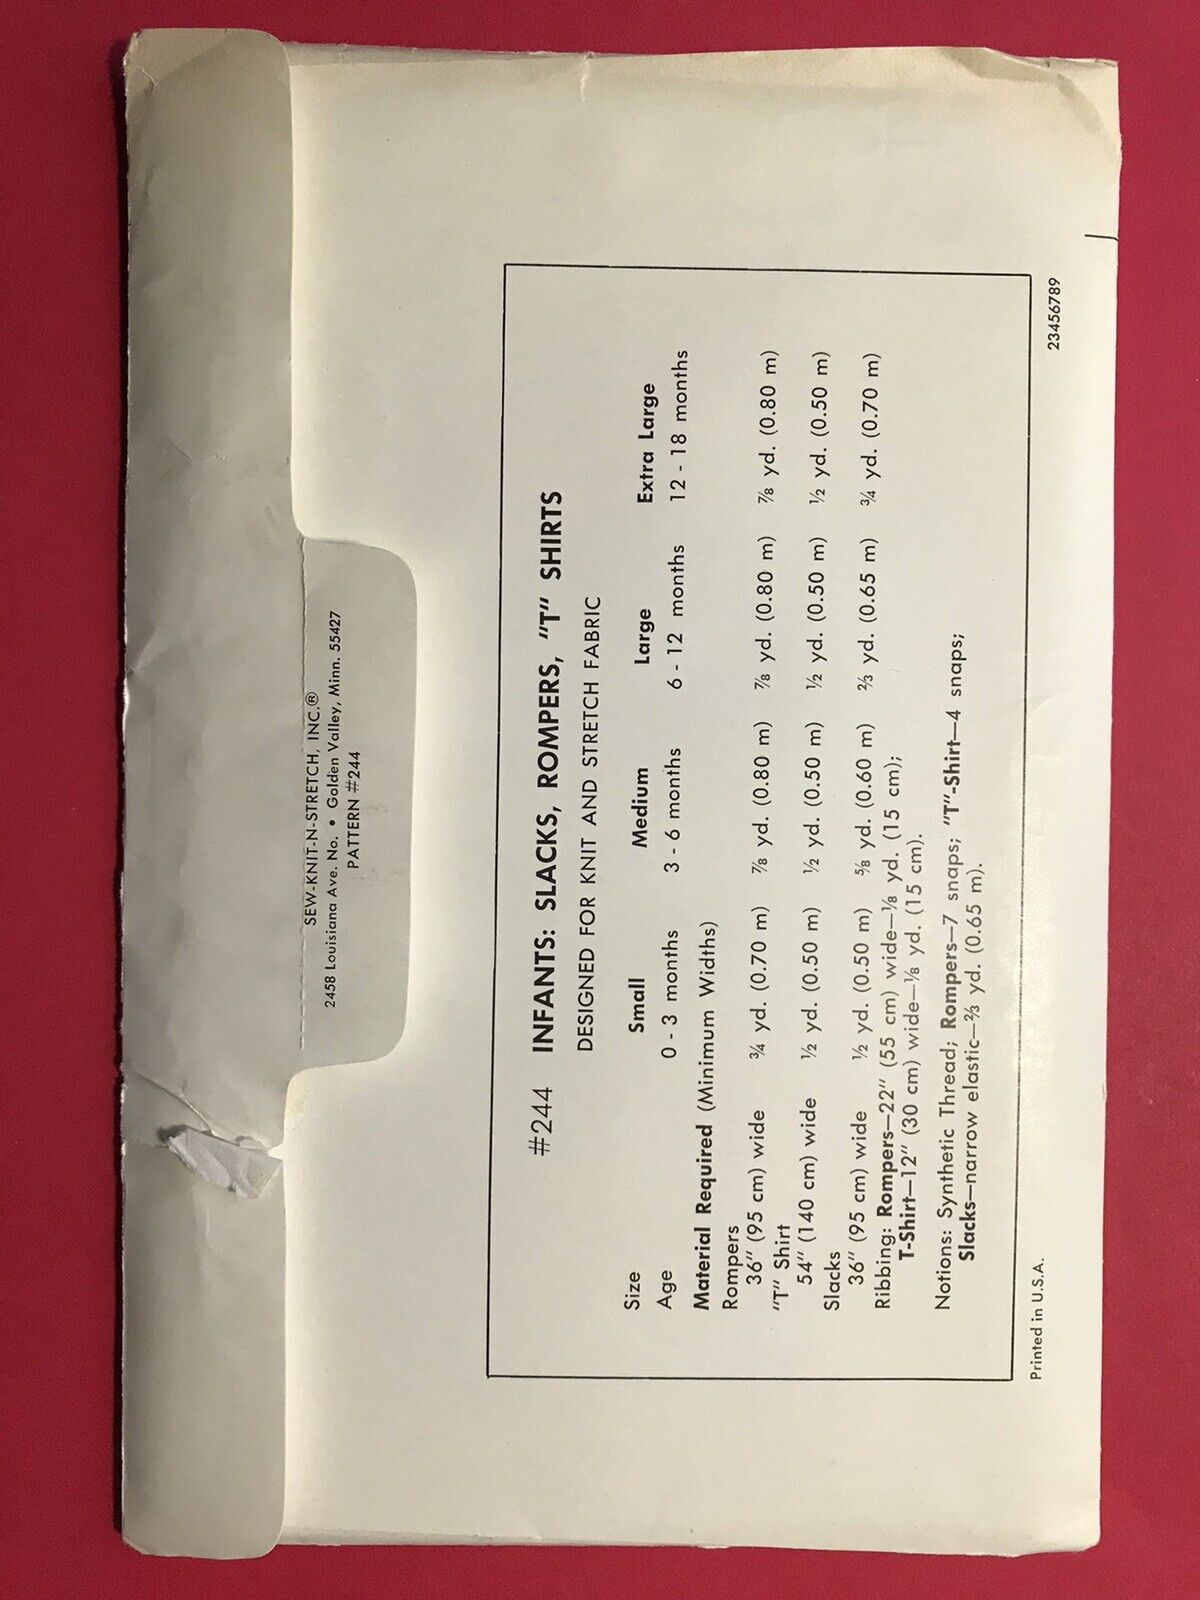 SEW-KNIT-N-STRETCH, INC.®
2458 Louisiana Ave. No. • Golden Valley, Minn. 55427
PATTERN #244
#244 INFANTS: SLACKS, ROMPERS, "T" SHIRTS
DESIGNED FOR KNIT AND STRETCH FABRIC
Size Small Medium Large Extra Large
Age 0 - 3 months 3 - 6 months 6 - 12 months 12 - 18 months
Material Required (Minimum Widths)
Rompers
36" (95 cm) wide ¾ yd. (0.70 m) ⅞ yd. (0.80 m) ⅞ yd. (0.80 m) ⅞ yd. (0.80 m)
"T" Shirt
54" (140 cm) wide ½ yd. (0.50 m) ½ yd. (0.50 m) ½ yd. (0.50 m) ½ yd. (0.50 m)
Slacks
36" (95 cm) wide ½ yd. (0.50 m) ⅝ yd. (0.60 m) ⅔ yd. (0.65 m) ¾ yd. (0.70 m)
Ribbing: Rompers—22" (55 cm) wide—⅛ yd. (15 cm);
T-Shirt—12" (30 cm) wide—⅛ yd. (15 cm).
Notions: Synthetic Thread; Rompers—7 snaps; "T"-Shirt—4 snaps;
Slacks—narrow elastic—⅔ yd. (0.65 m).
Printed in U.S.A. 23456789